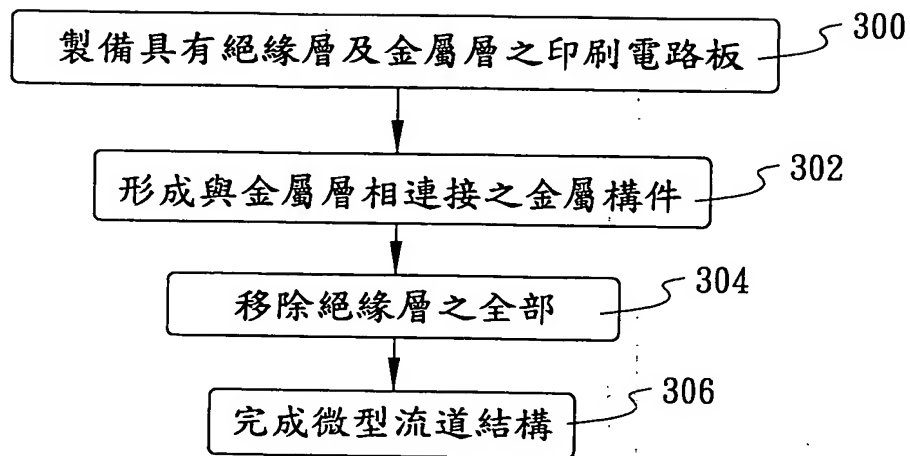 製備具有絕緣層及金屬層之印刷電路板
300
形成與金屬層相連接之金屬構件
302
移除絕緣層之全部
304
完成微型流道結構
306